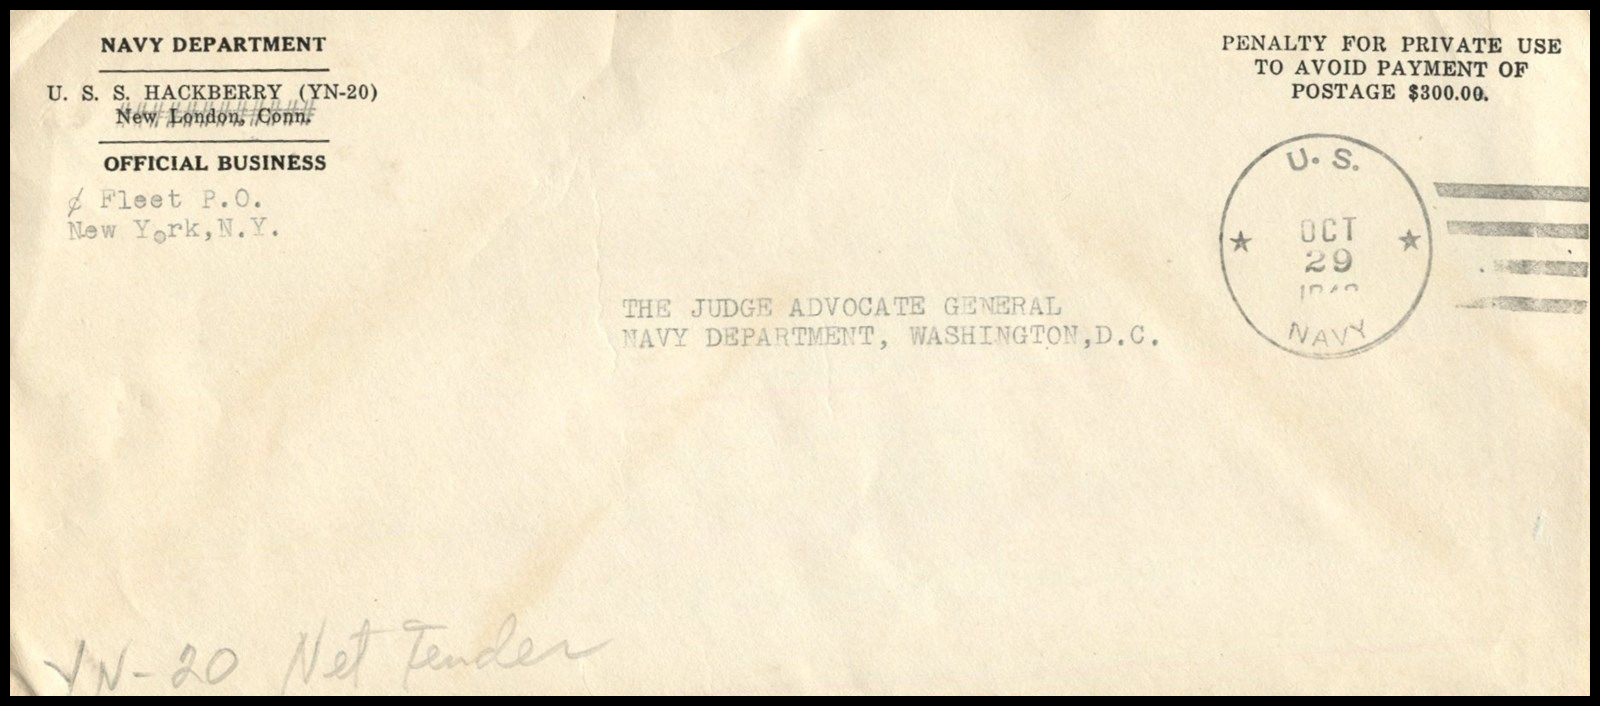 NAVY DEPARTMENT
U. S. S. HACKBERRY (YN-20)
New London, Conn.
OFFICIAL BUSINESS
¢ Fleet P.O.
New York,N.Y.
PENALTY FOR PRIVATE USE
TO AVOID PAYMENT OF
POSTAGE $300.00.
U. S.
OCT
29
NAVY
THE JUDGE ADVOCATE GENERAL
NAVY DEPARTMENT, WASHINGTON,D.C.
YN-20 Net Tender